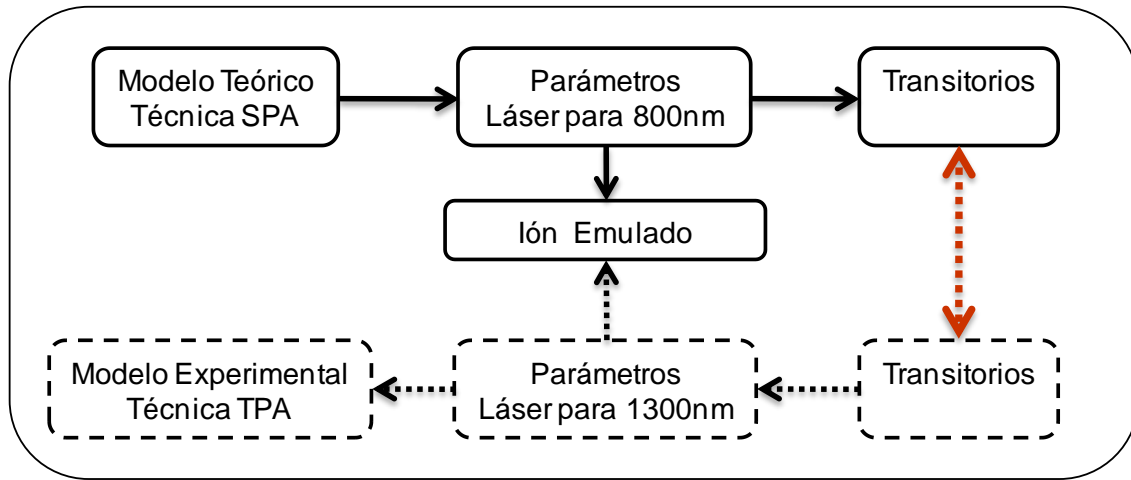 Modelo Teórico
Técnica SPA
Parámetros
Láser para 800nm
Transitorios
Ión Emulado
Modelo Experimental
Técnica TPA
Parámetros
Láser para 1300nm
Transitorios